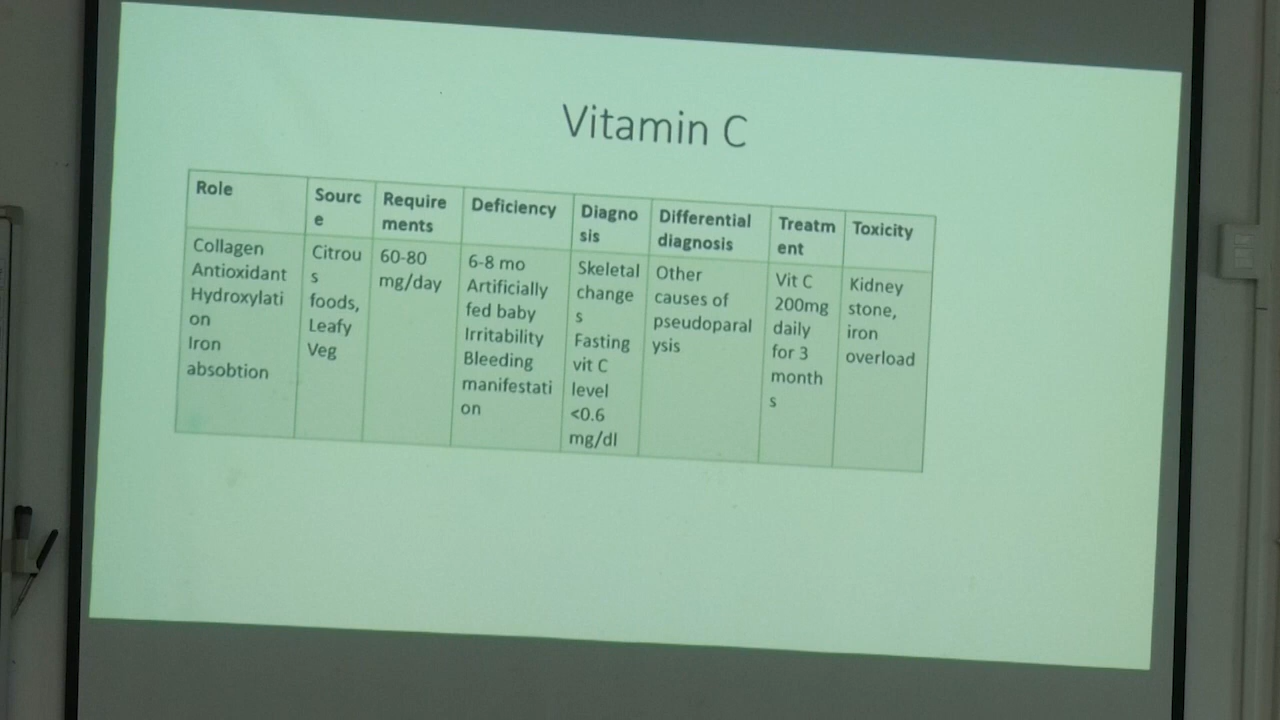 Vitamin C
Role
Sourc
e
Require
ments
Deficiency
Diagno
sis
Differential
diagnosis
Treatm
ent
Toxicity
Collagen
Antioxidant
Hydroxylati
on
Iron
absobtion
Citrou
s
foods,
Leafy
Veg
60-80
mg/day
6-8 mo
Artificially
fed baby
Irritability
Bleeding
manifestati
on
Skeletal
change
s
Fasting
vit C
level
<0.6
mg/dl
Other
causes of
pseudoparal
ysis
Vit C
200mg
daily
for 3
month
s
Kidney
stone,
iron
overload